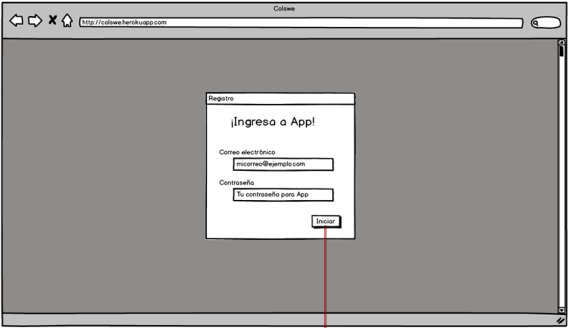 Colswe
http://colswe.herokuapp.com
Registro
¡Ingresa a App!
Correo electrónico
micorreo@ejemplo.com
Contraseña
Tu contraseña para App
Iniciar